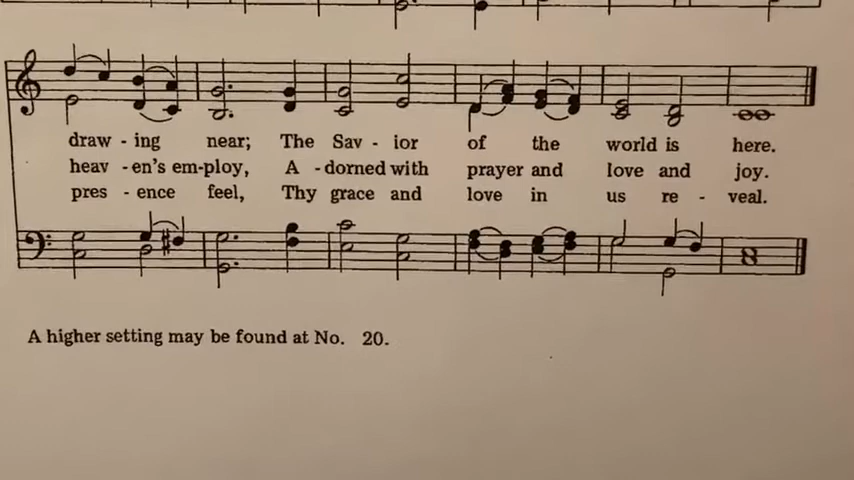 draw - ing near; The Sav - ior of the world is here.
heav - en's em-ploy, A - dorned with prayer and love and joy.
pres - ence feel, Thy grace and love in us re - veal.
A higher setting may be found at No. 20.